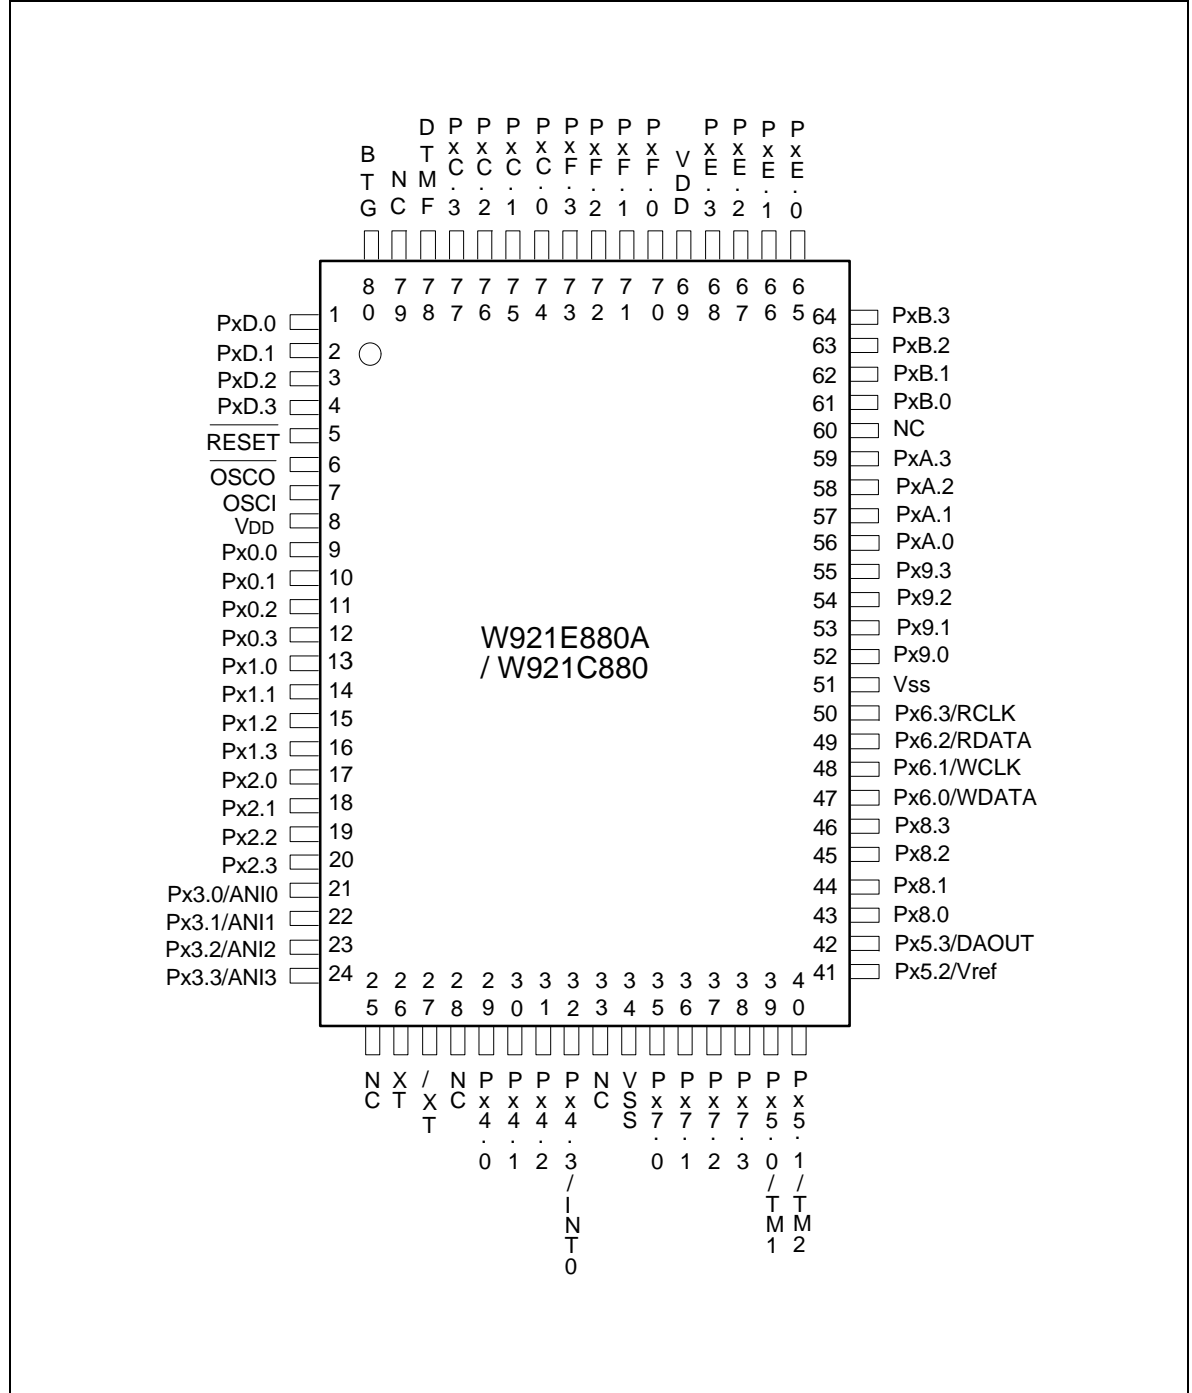 BTG
NC
DTMF
PxC.3
PxC.2
PxC.1
PxC.0
PxF.3
PxF.2
PxF.1
PxF.0
VDD
PxE.3
PxE.2
PxE.1
PxE.0
80 79 78 77 76 75 74 73 72 71 70 69 68 67 66 65
PxD.0 1
PxD.1 2
PxD.2 3
PxD.3 4
RESET 5
OSCO 6
OSCI 7
VDD 8
Px0.0 9
Px0.1 10
Px0.2 11
Px0.3 12
Px1.0 13
Px1.1 14
Px1.2 15
Px1.3 16
Px2.0 17
Px2.1 18
Px2.2 19
Px2.3 20
Px3.0/ANI0 21
Px3.1/ANI1 22
Px3.2/ANI2 23
Px3.3/ANI3 24
W921E880A
/ W921C880
64 PxB.3
63 PxB.2
62 PxB.1
61 PxB.0
60 NC
59 PxA.3
58 PxA.2
57 PxA.1
56 PxA.0
55 Px9.3
54 Px9.2
53 Px9.1
52 Px9.0
51 Vss
50 Px6.3/RCLK
49 Px6.2/RDATA
48 Px6.1/WCLK
47 Px6.0/WDATA
46 Px8.3
45 Px8.2
44 Px8.1
43 Px8.0
42 Px5.3/DAOUT
41 Px5.2/Vref
25 26 27 28 29 30 31 32 33 34 35 36 37 38 39 40
NC
XT
/XT
NC
Px4.0
Px4.1
Px4.2
Px4.3/INT0
NC
VSS
Px7.0
Px7.1
Px7.2
Px7.3
Px5.0/TM1
Px5.1/TM2